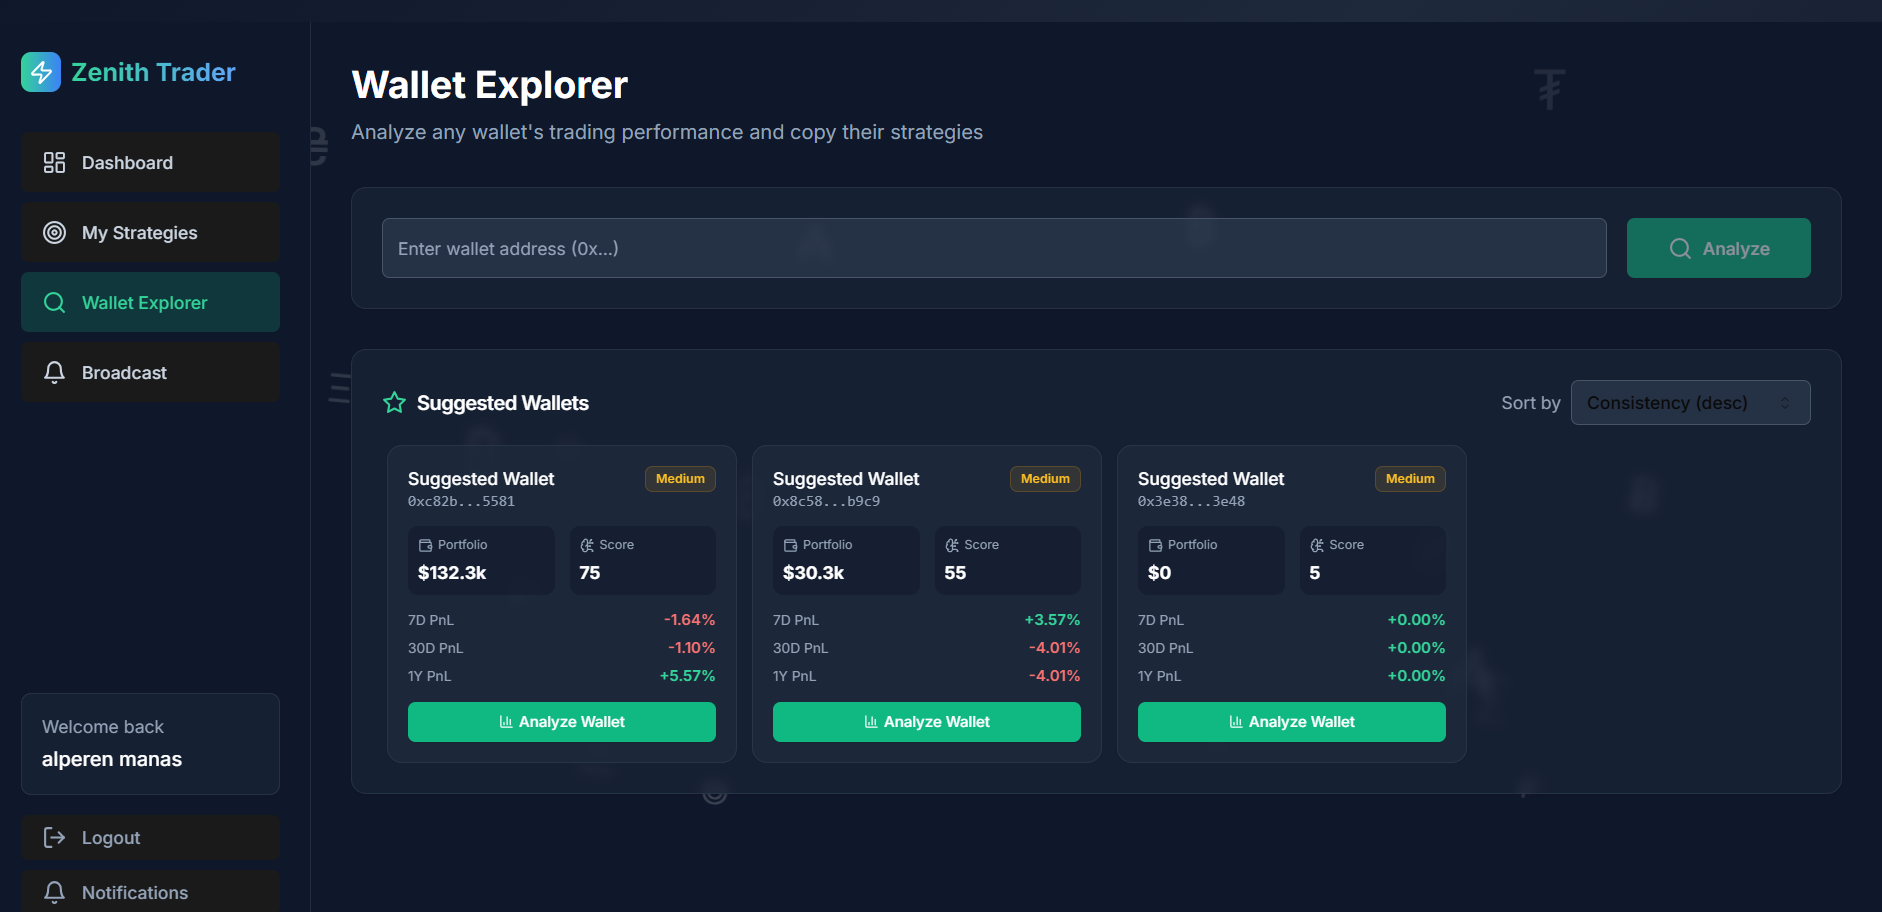 Zenith Trader
Dashboard
My Strategies
Wallet Explorer
Broadcast
Welcome back
alperen manas
Logout
Notifications
Wallet Explorer
Analyze any wallet's trading performance and copy their strategies
Enter wallet address (0x...)
Analyze
Suggested Wallets
Sort by
Consistency (desc)
Suggested Wallet
Medium
0xc82b...5581
Portfolio
$132.3k
Score
75
7D PnL
-1.64%
30D PnL
-1.10%
1Y PnL
+5.57%
Analyze Wallet
Suggested Wallet
Medium
0x8c58...b9c9
Portfolio
$30.3k
Score
55
7D PnL
+3.57%
30D PnL
-4.01%
1Y PnL
-4.01%
Analyze Wallet
Suggested Wallet
Medium
0x3e38...3e48
Portfolio
$0
Score
5
7D PnL
+0.00%
30D PnL
+0.00%
1Y PnL
+0.00%
Analyze Wallet